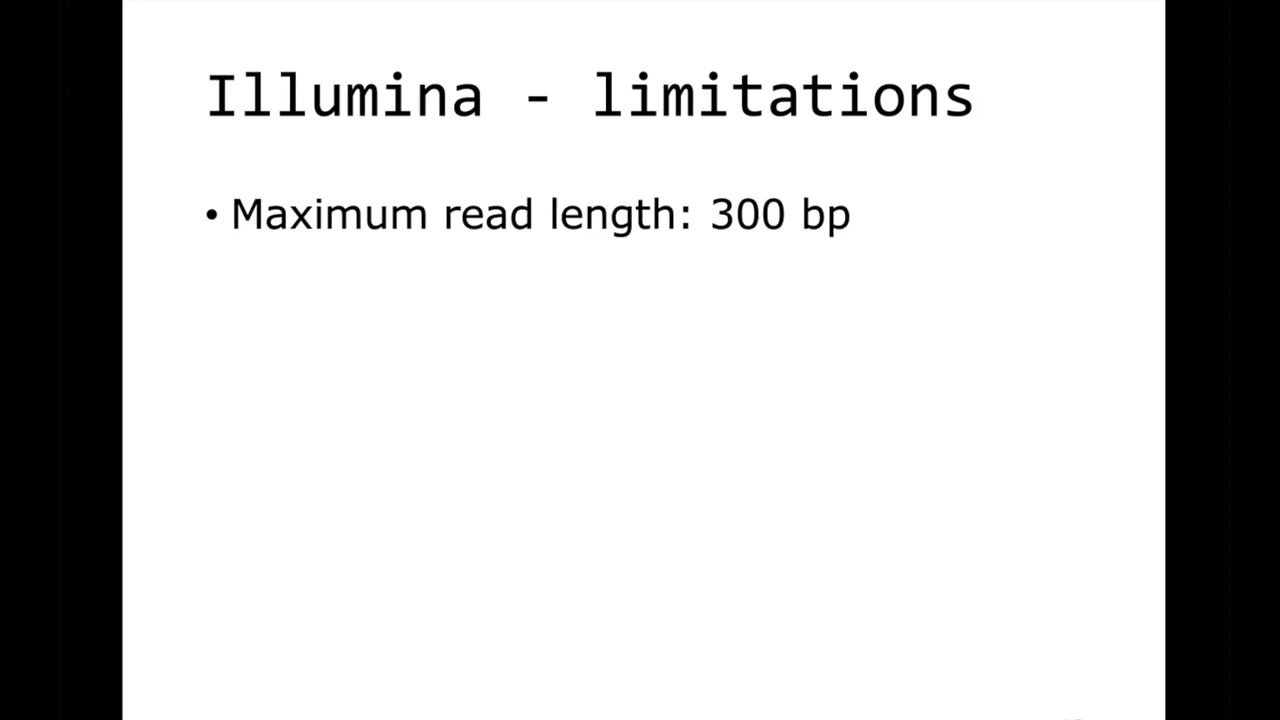 Illumina - limitations
• Maximum read length: 300 bp